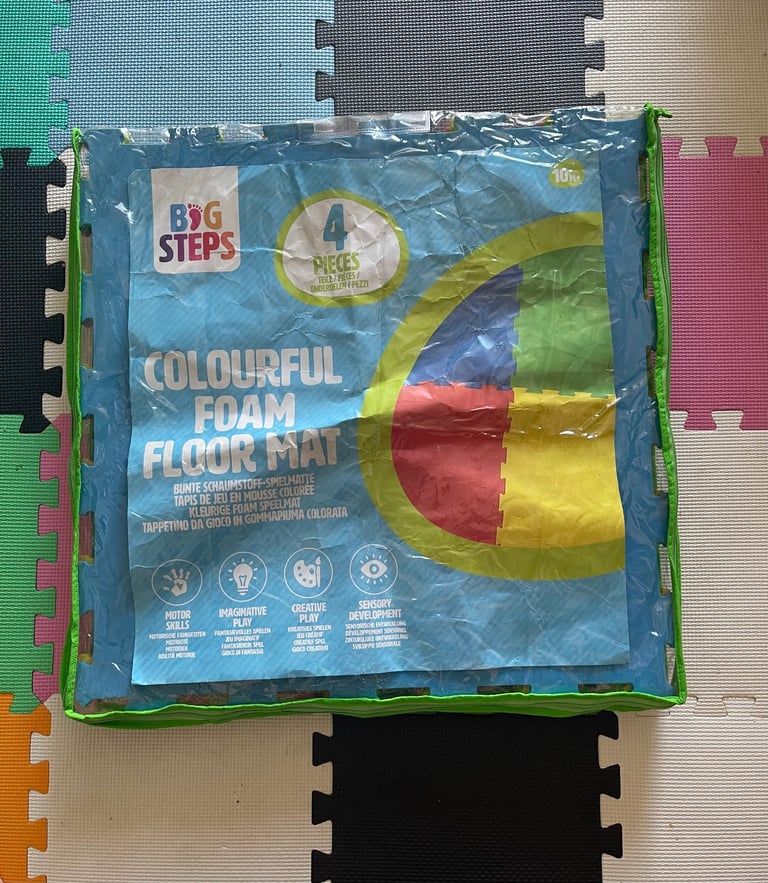 BIG
STEPS
4
PIECES
TEILE / PIÈCES /
ONDERDELEN / PEZZI
10M+
COLOURFUL
FOAM
FLOOR MAT
BUNTE SCHAUMSTOFF-SPIELMATTE
TAPIS DE JEU EN MOUSSE COLORÉE
KLEURIGE FOAM SPEELMAT
TAPPETINO DA GIOCO IN GOMMAPIUMA COLORATA
MOTOR
SKILLS
MOTORISCHE FÄHIGKEITEN
MOTRICITÉ
MOTORIEK
ABILITÀ MOTORIE
IMAGINATIVE
PLAY
FANTASIEVOLLES SPIELEN
JEU IMAGINATIF
FANTASIEREN SPEL
GIOCO DI FANTASIA
CREATIVE
PLAY
KREATIVES SPIELEN
JEU CRÉATIF
CREATIEF SPEL
GIOCO CREATIVO
SENSORY
DEVELOPMENT
SENSORISCHE ENTWICKLUNG
DÉVELOPPEMENT SENSORIEL
ZINTUIGLIJKE ONTWIKKELING
SVILUPPO SENSORIALE